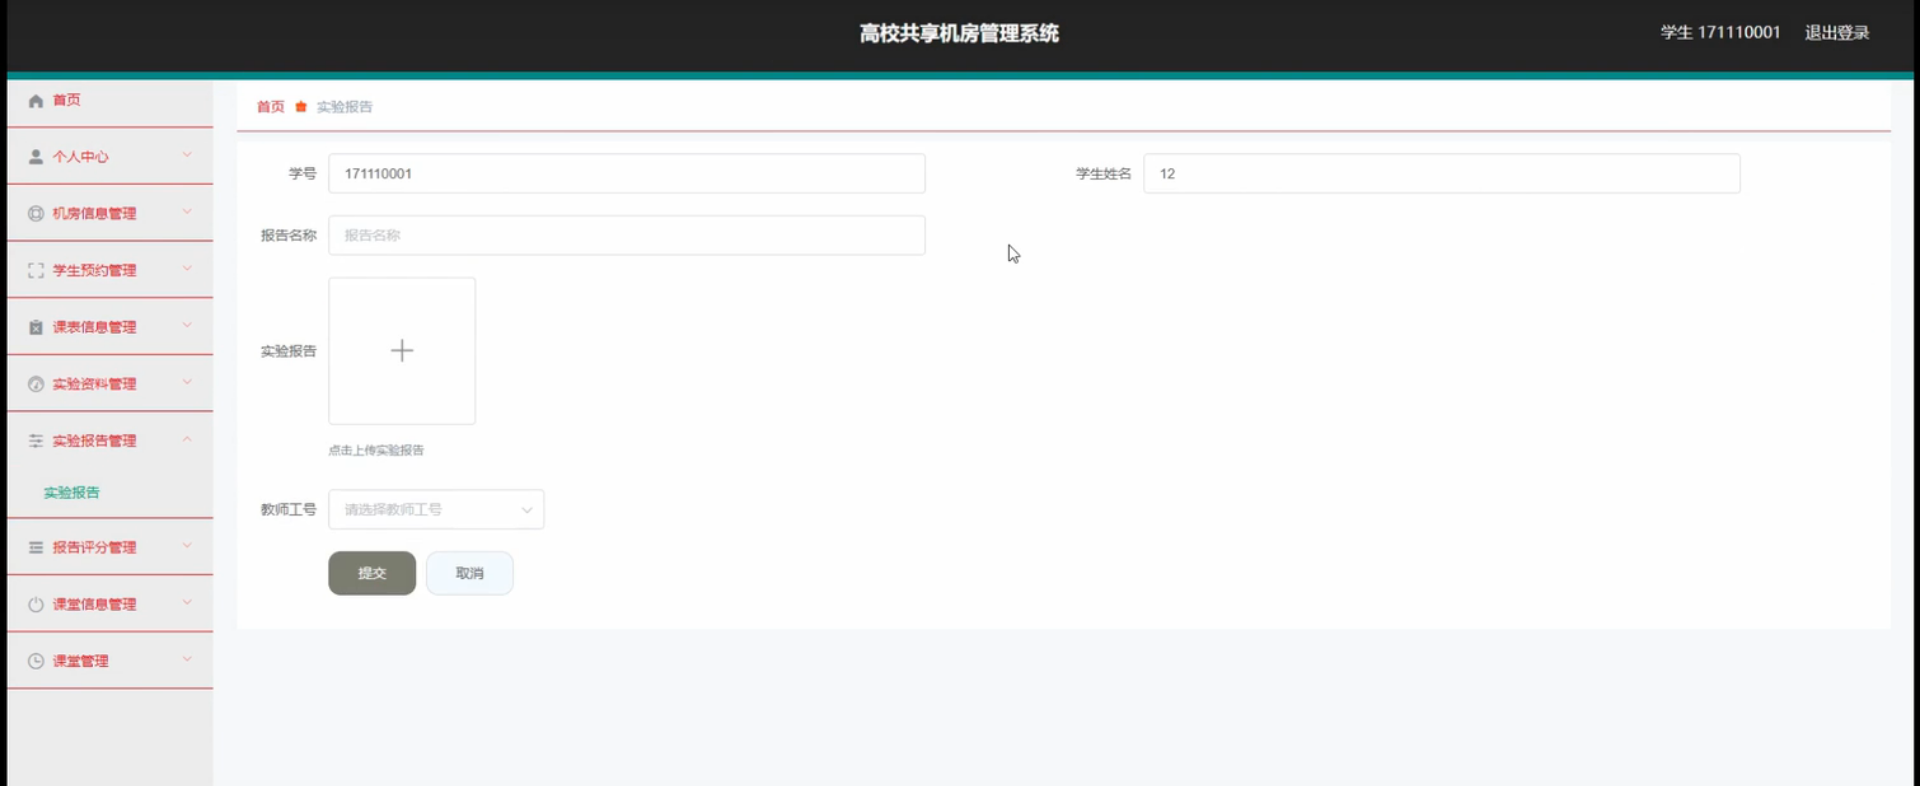 高校共享机房管理系统
学生 171110001 退出登录
首页
个人中心
机房信息管理
学生预约管理
课表信息管理
实验资料管理
实验报告管理
实验报告
报告评分管理
课堂信息管理
课堂管理
首页 实验报告
学号 171110001
学生姓名 12
报告名称 报告名称
实验报告
点击上传实验报告
教师工号 请选择教师工号
提交 取消